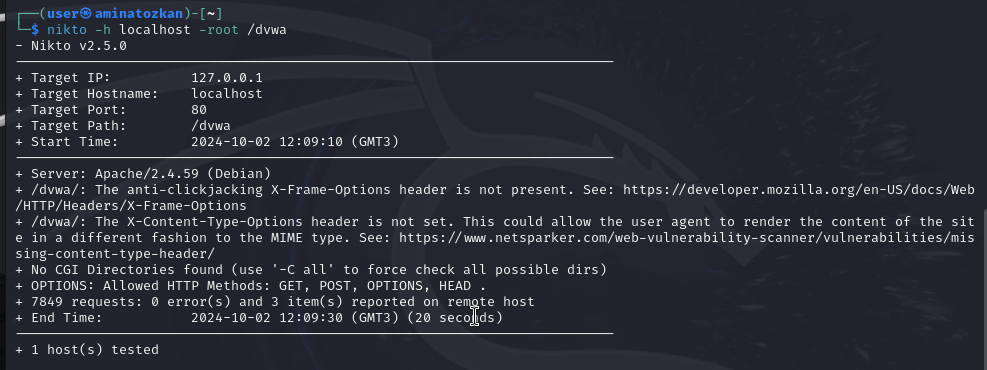 ┌──(user㉿aminatozkan)-[~]
└─$ nikto -h localhost -root /dvwa
- Nikto v2.5.0
---------------------------------------------------------------------------
+ Target IP:          127.0.0.1
+ Target Hostname:    localhost
+ Target Port:        80
+ Target Path:        /dvwa
+ Start Time:         2024-10-02 12:09:10 (GMT3)
---------------------------------------------------------------------------
+ Server: Apache/2.4.59 (Debian)
+ /dvwa/: The anti-clickjacking X-Frame-Options header is not present. See: https://developer.mozilla.org/en-US/docs/Web
/HTTP/Headers/X-Frame-Options
+ /dvwa/: The X-Content-Type-Options header is not set. This could allow the user agent to render the content of the sit
e in a different fashion to the MIME type. See: https://www.netsparker.com/web-vulnerability-scanner/vulnerabilities/mis
sing-content-type-header/
+ No CGI Directories found (use '-C all' to force check all possible dirs)
+ OPTIONS: Allowed HTTP Methods: GET, POST, OPTIONS, HEAD .
+ 7849 requests: 0 error(s) and 3 item(s) reported on remote host
+ End Time:           2024-10-02 12:09:30 (GMT3) (20 seconds)
---------------------------------------------------------------------------
+ 1 host(s) tested